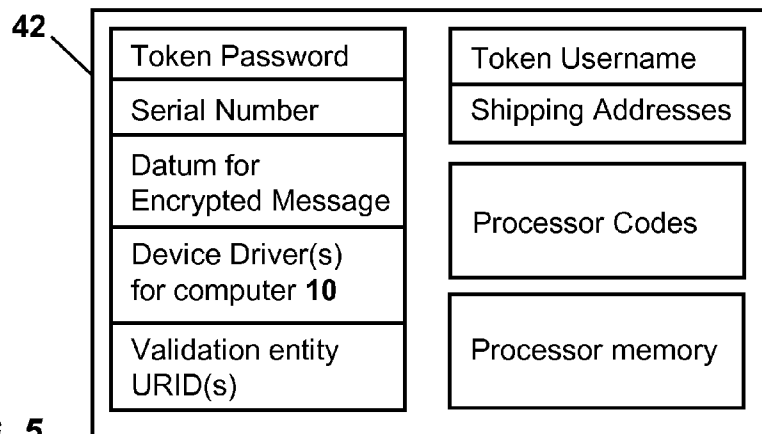 42
Token Password
Serial Number
Datum for
Encrypted Message
Device Driver(s)
for computer 10
Validation entity
URID(s)
Token Username
Shipping Addresses
Processor Codes
Processor memory
5